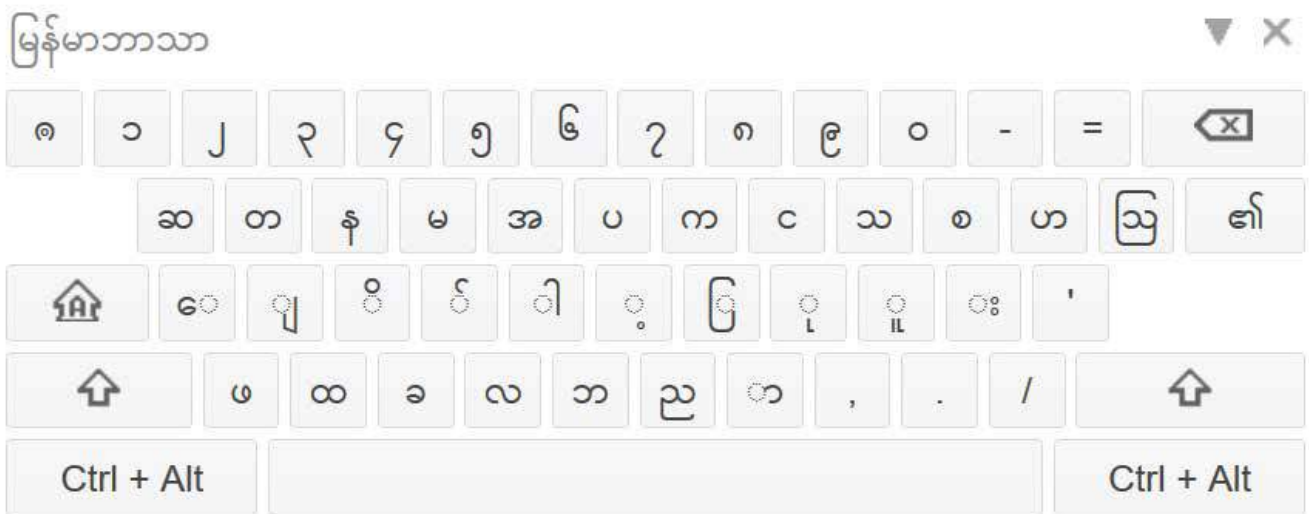 မြန်မာဘာသာ
ၐ ၁ ၂ ၃ ၄ ၅ ၆ ၇ ၈ ၉ ၀ - =
ဆ တ န မ အ ပ က င သ စ ဟ ဩ ၏
ေ ျ ိ ် ါ ့ ြ ု ူ း '
ဖ ထ ခ လ ဘ ည ာ , . /
Ctrl + Alt Ctrl + Alt